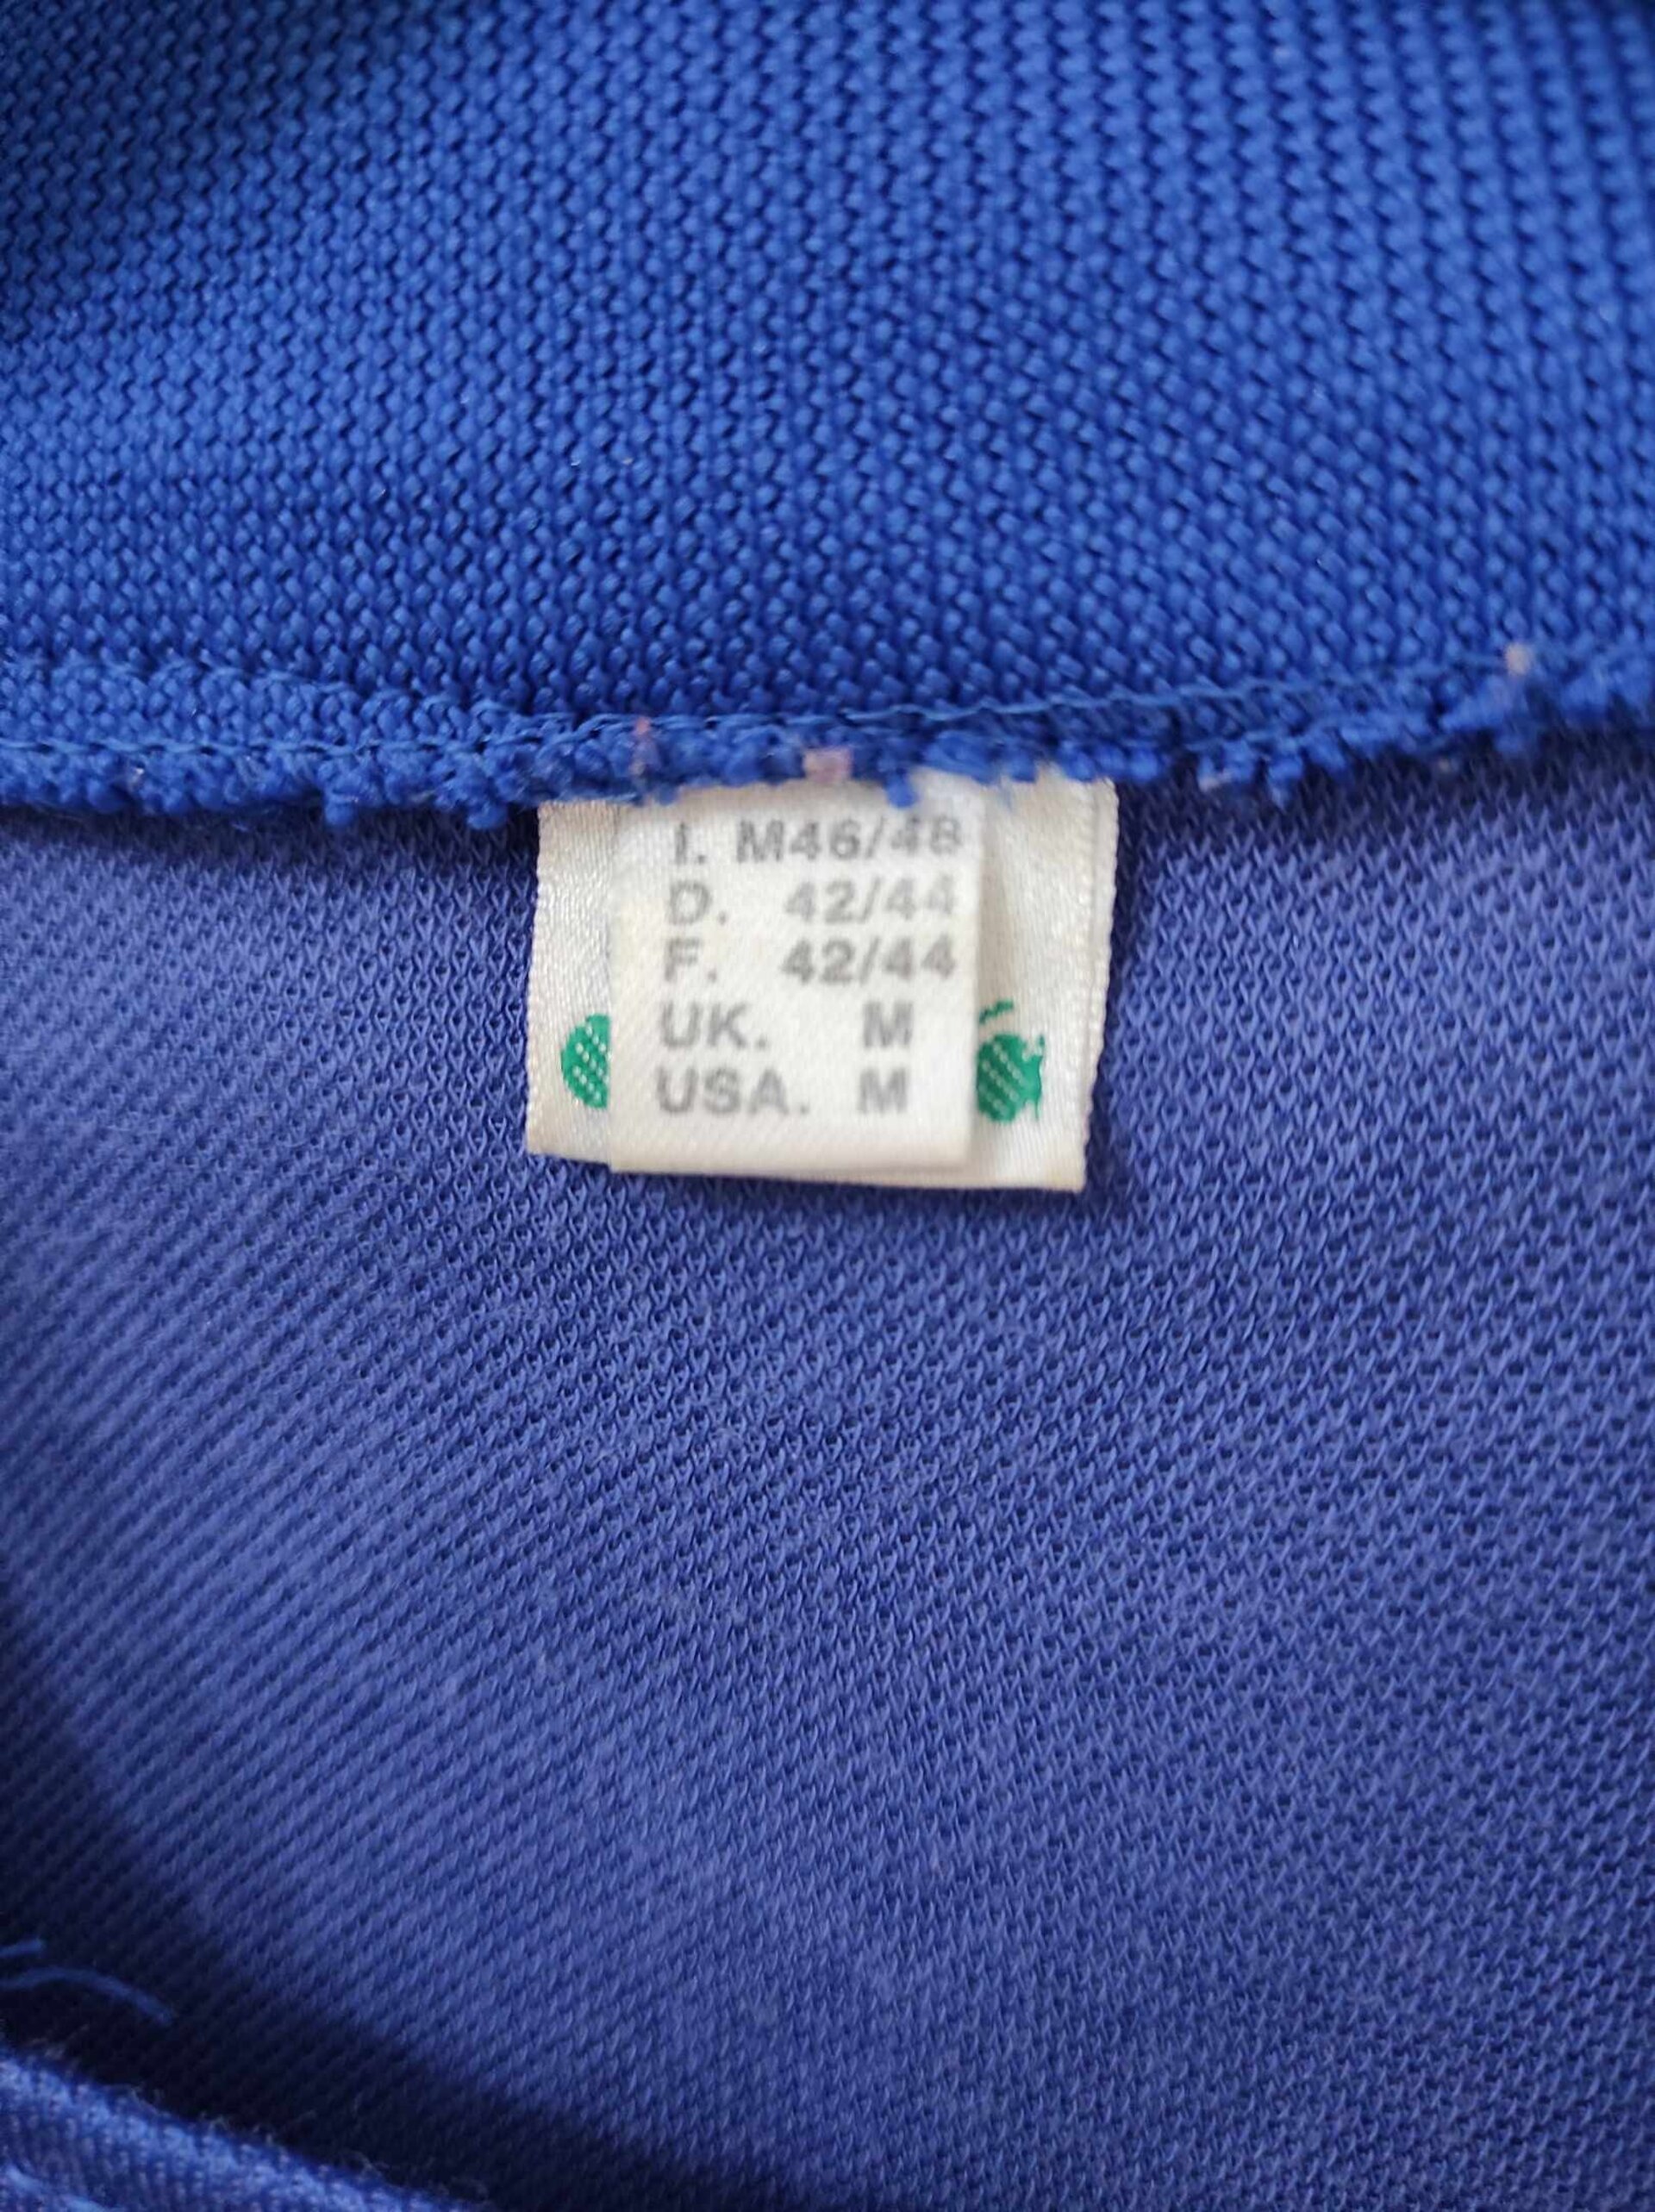 I. M46/48
D. 42/44
F. 42/44
UK. M
USA. M